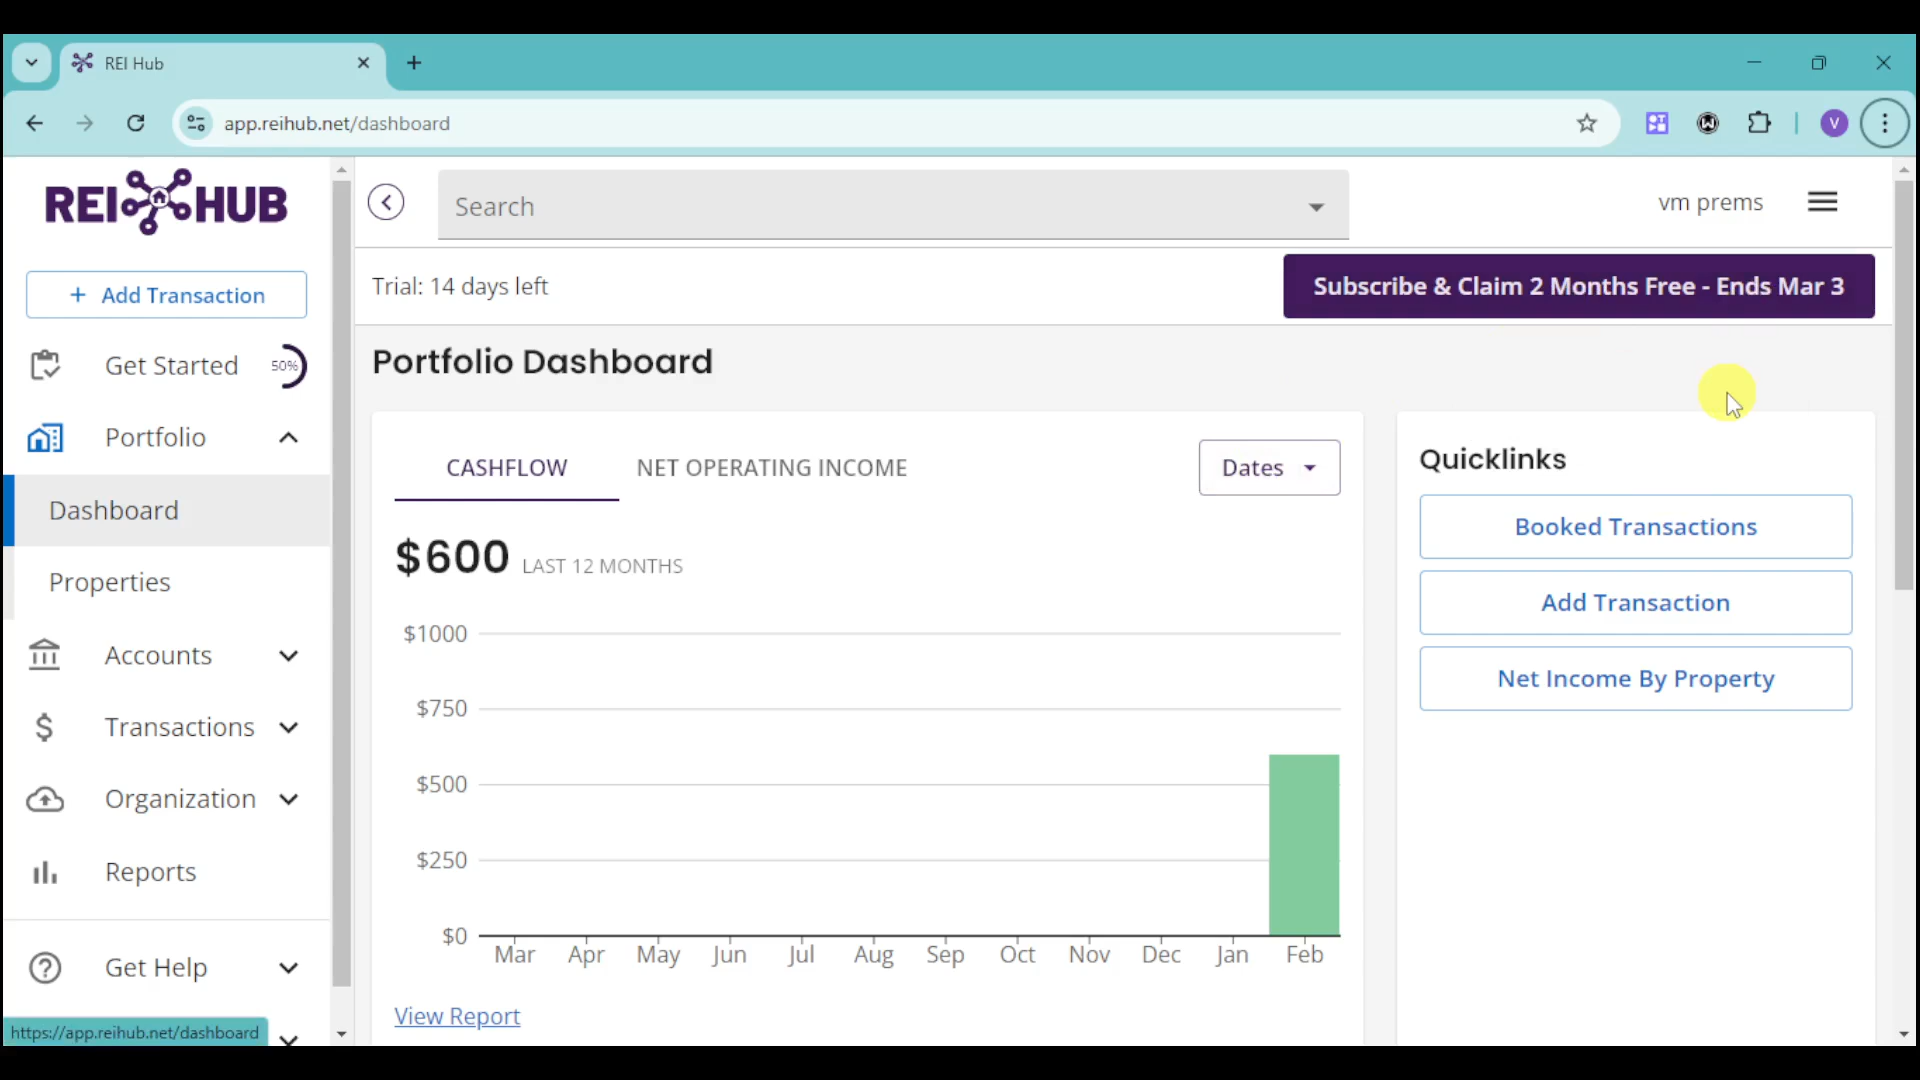 REI Hub
app.reihub.net/dashboard
V
REI HUB
Search
vm prems
+ Add Transaction
Trial: 14 days left
Subscribe & Claim 2 Months Free - Ends Mar 3
Get Started
50%
Portfolio
Dashboard
Properties
Accounts
Transactions
Organization
Reports
Get Help
https://app.reihub.net/dashboard
Portfolio Dashboard
CASHFLOW
NET OPERATING INCOME
Dates
$600 LAST 12 MONTHS
$1000
$750
$500
$250
$0
Mar Apr May Jun Jul Aug Sep Oct Nov Dec Jan Feb
View Report
Quicklinks
Booked Transactions
Add Transaction
Net Income By Property